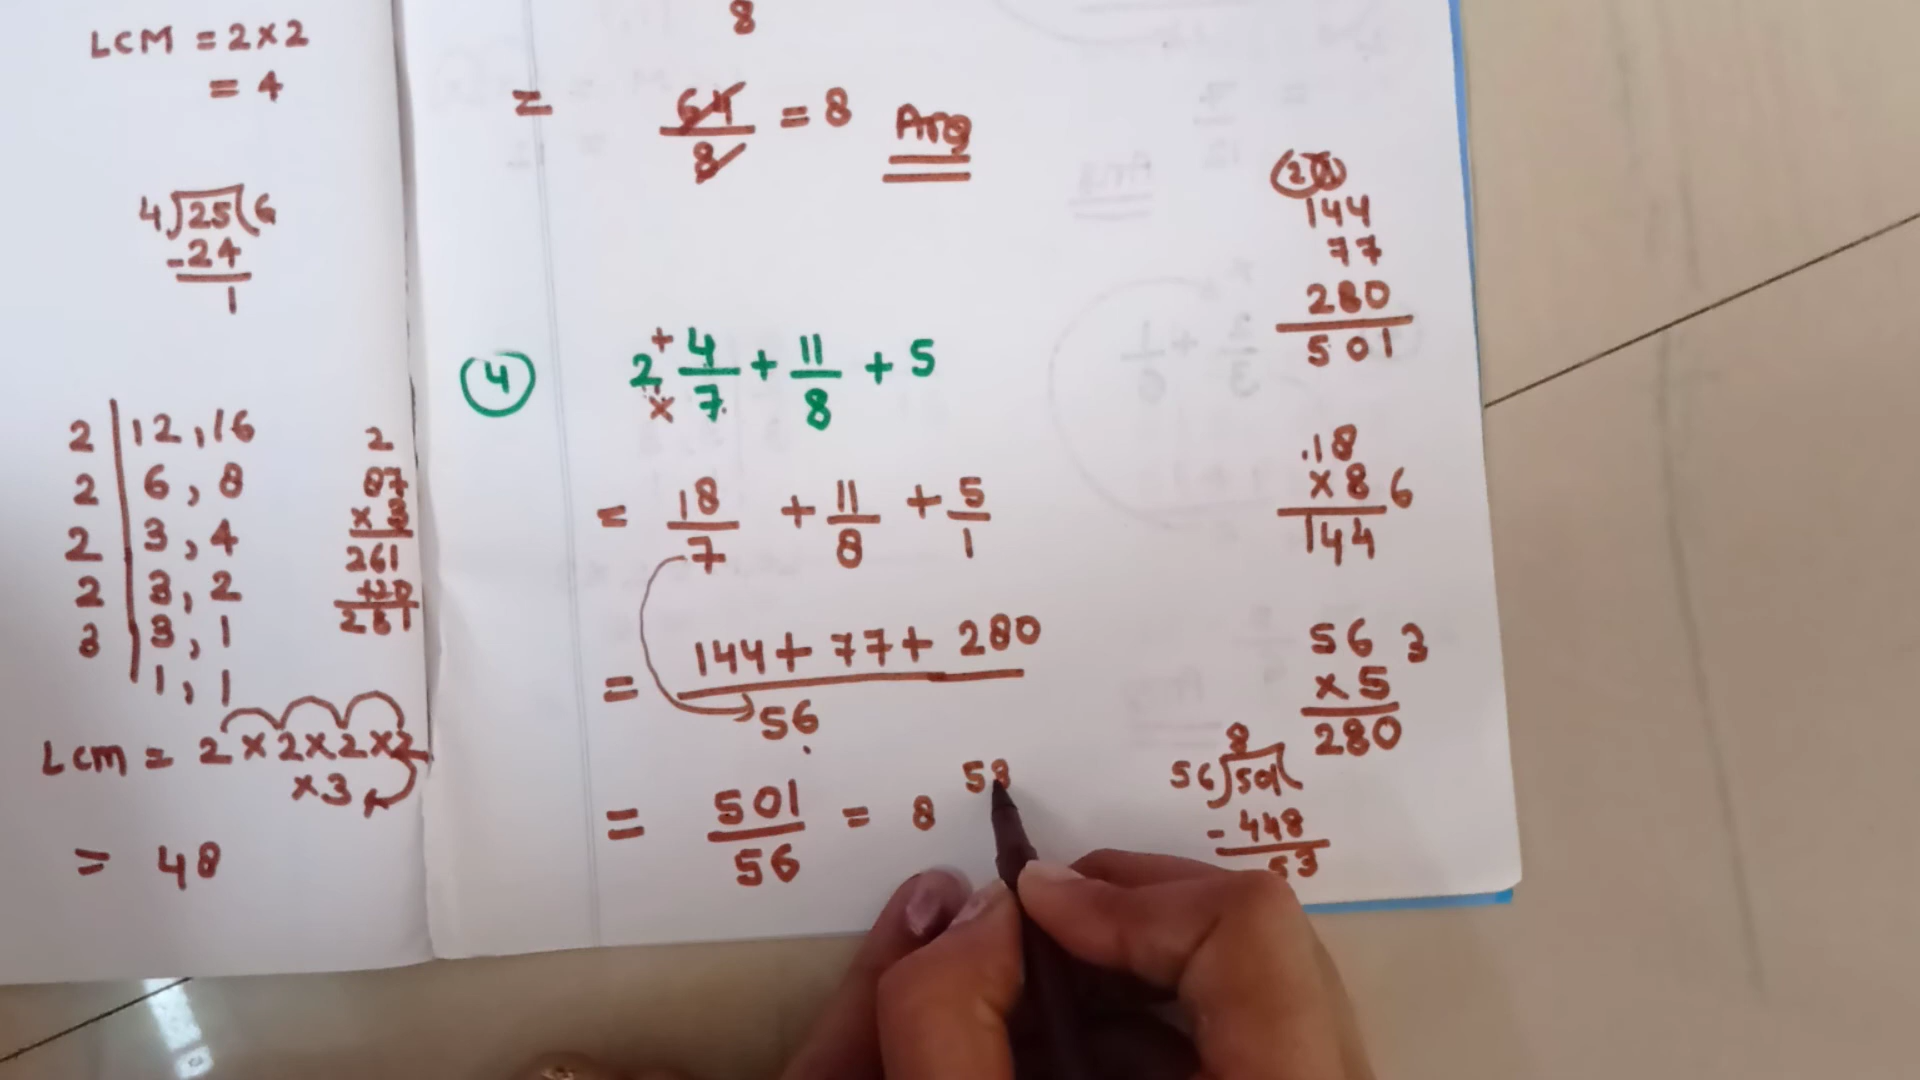 LCM = 2×2
= 4
4)25(6
-24
1
2 | 12, 16
2 | 6, 8
2 | 3, 4
2 | 3, 2
3 | 3, 1
1, 1
2
87
× 3
261
+20
281
Lcm = 2×2×2×2
×3
= 48
8
= 64/8 = 8 Ans
4 2 + 4/7 + 11/8 + 5
×
= 18/7 + 11/8 + 5/1
= 144+77+280
56
= 501/56 = 8 53
144
77
280
501
18
×8 6
144
56 3
×5
280
8
56)501(
-448
53